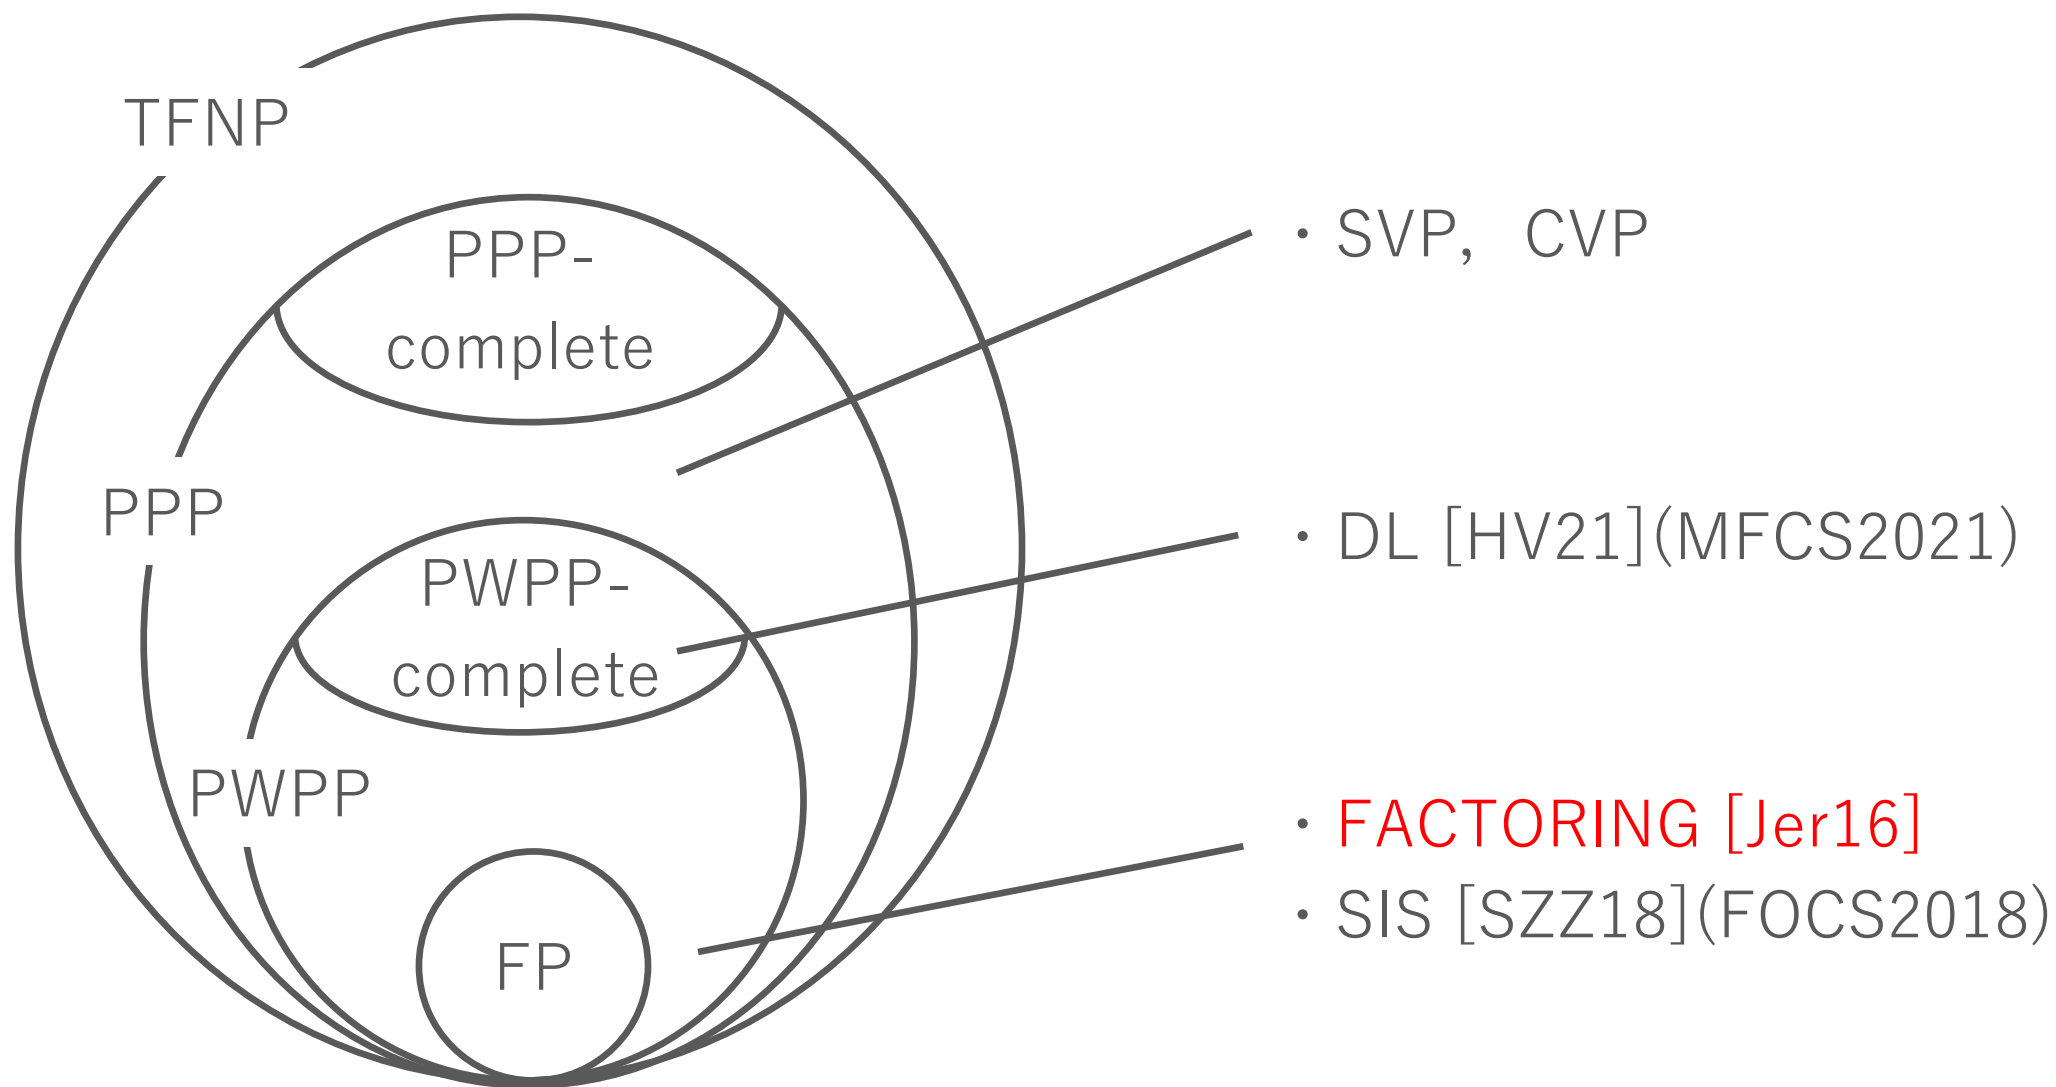 TFNP
PPP-
complete
PPP
PWPP-
complete
PWPP
FP
・SVP，CVP
・DL [HV21](MFCS2021)
・FACTORING [Jer16]
・SIS [SZZ18](FOCS2018)